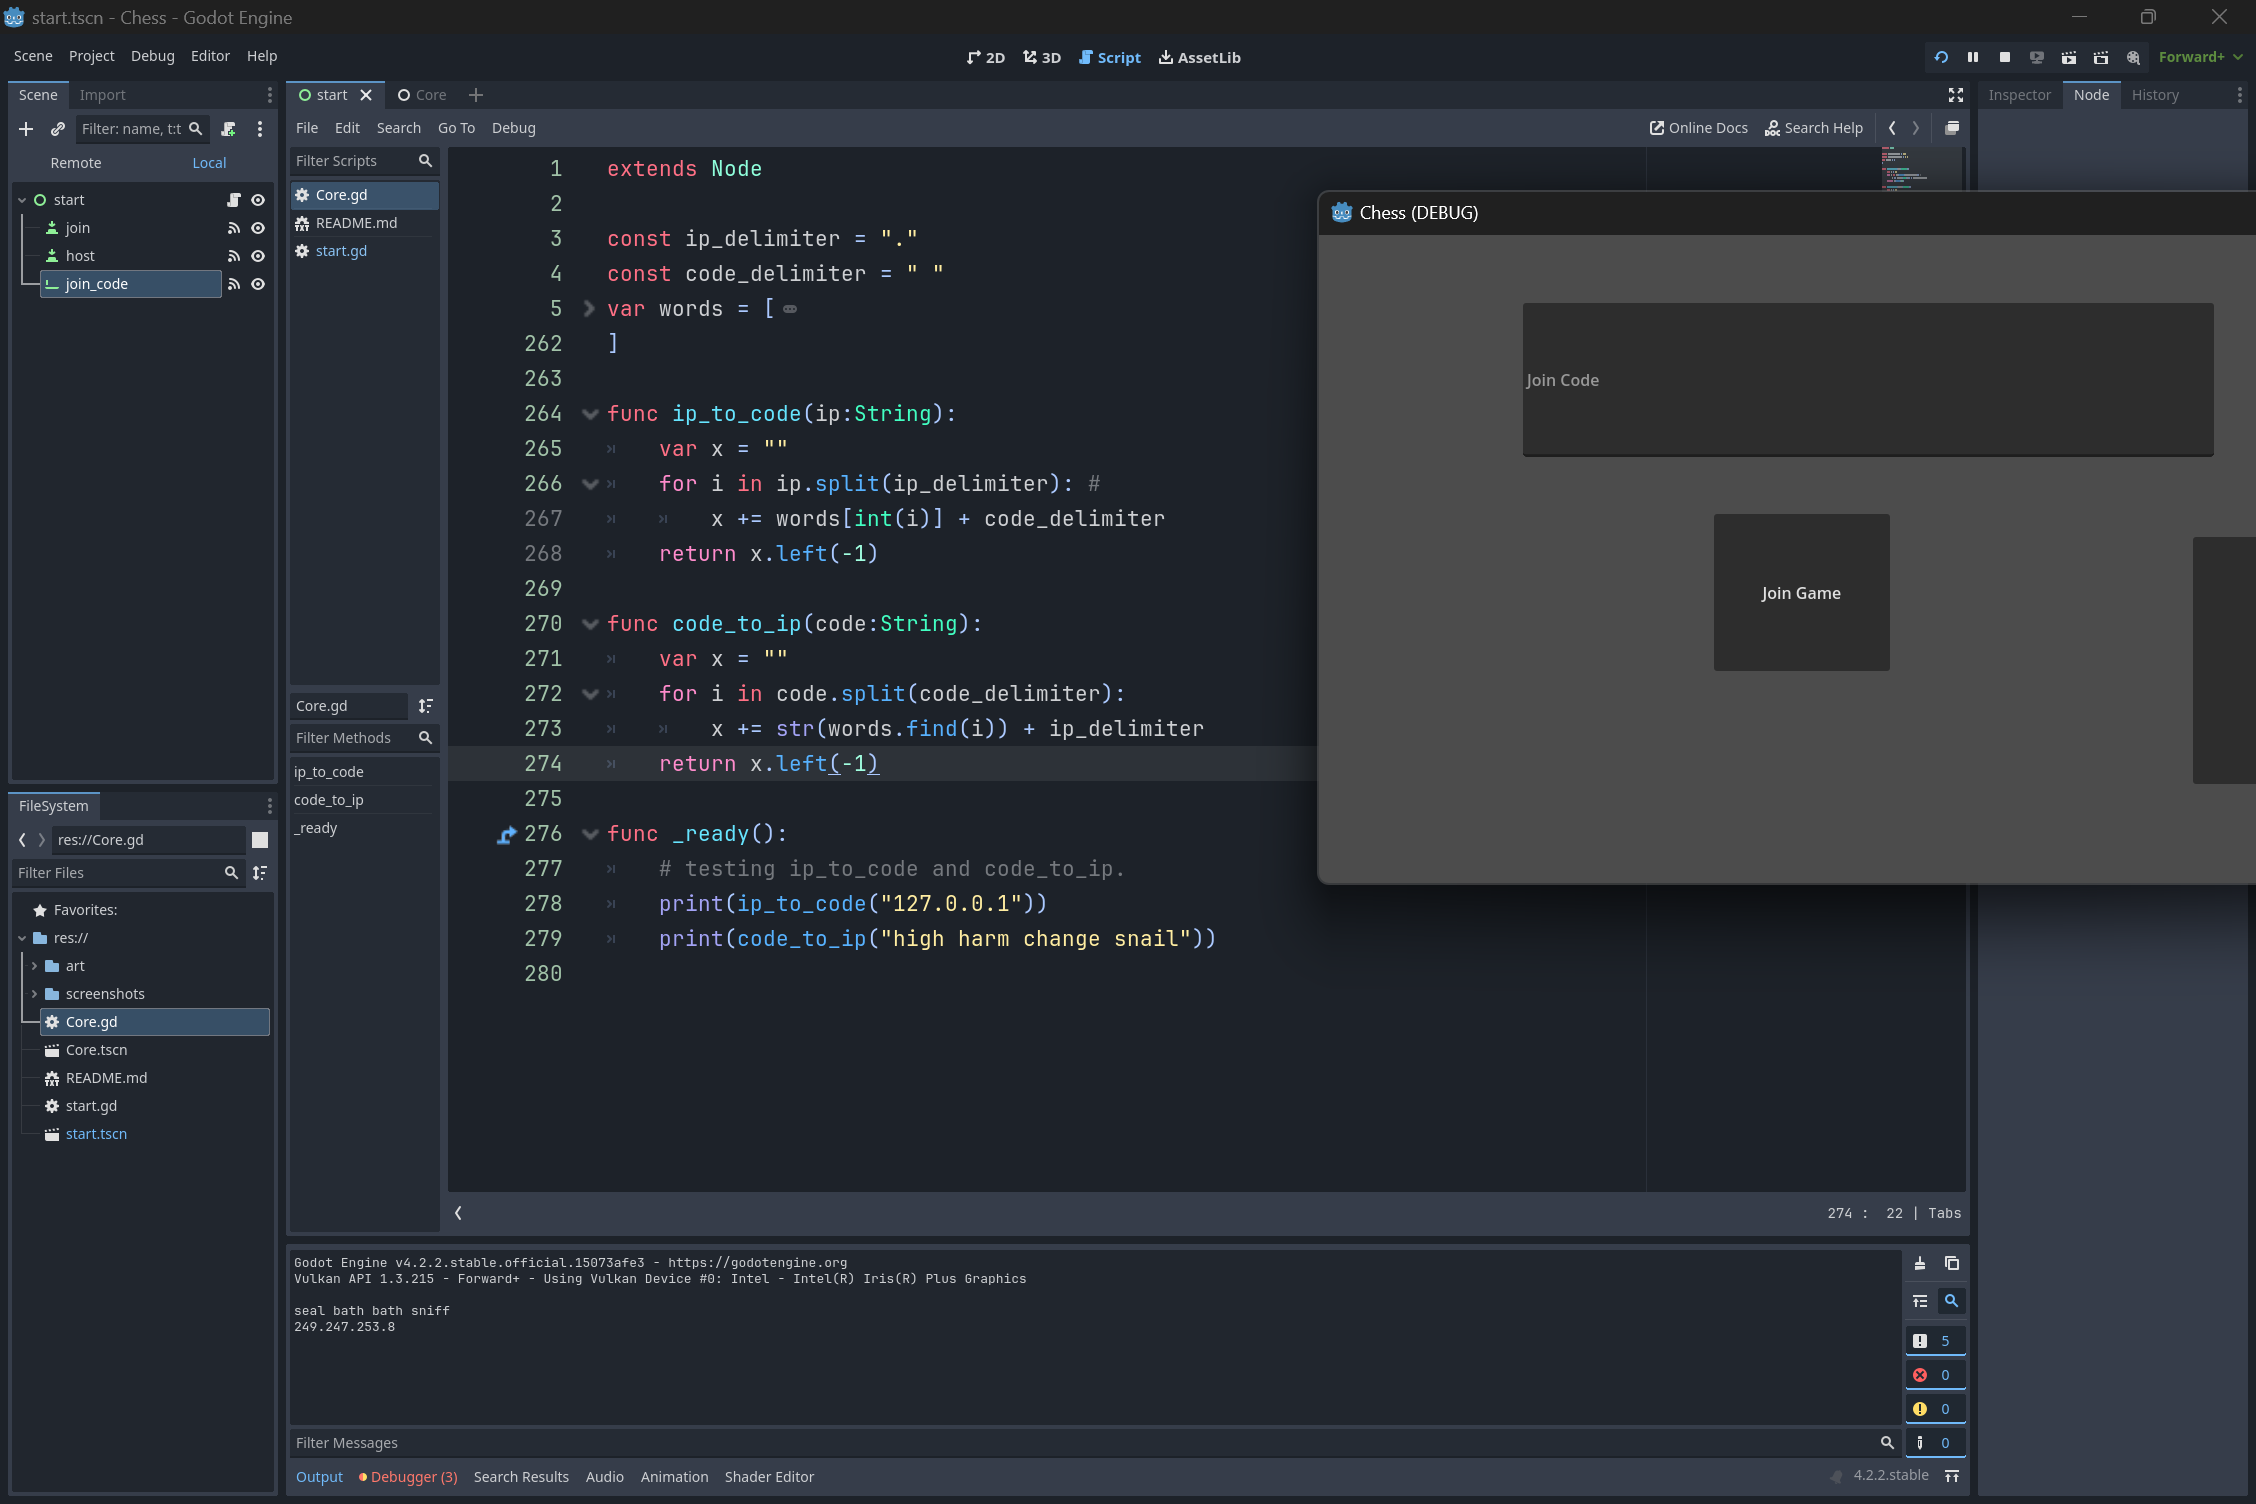 start.tscn - Chess - Godot Engine
Scene Project Debug Editor Help
2D 3D Script AssetLib
Forward+
Scene Import
Filter: name, t:t
Remote Local
start
join
host
join_code
FileSystem
res://Core.gd
Filter Files
Favorites:
res://
art
screenshots
Core.gd
Core.tscn
README.md
start.gd
start.tscn
start Core
File Edit Search Go To Debug
Online Docs Search Help
Filter Scripts
Core.gd
README.md
start.gd
Core.gd
Filter Methods
ip_to_code
code_to_ip
_ready
1 extends Node
2
3 const ip_delimiter = "."
4 const code_delimiter = " "
5 var words = [
262 ]
263
264 func ip_to_code(ip:String):
265 var x = ""
266 for i in ip.split(ip_delimiter): #
267 x += words[int(i)] + code_delimiter
268 return x.left(-1)
269
270 func code_to_ip(code:String):
271 var x = ""
272 for i in code.split(code_delimiter):
273 x += str(words.find(i)) + ip_delimiter
274 return x.left(-1)
275
276 func _ready():
277 # testing ip_to_code and code_to_ip.
278 print(ip_to_code("127.0.0.1"))
279 print(code_to_ip("high harm change snail"))
280
274 : 22 | Tabs
Chess (DEBUG)
Join Code
Join Game
Inspector Node History
Godot Engine v4.2.2.stable.official.15073afe3 - https://godotengine.org
Vulkan API 1.3.215 - Forward+ - Using Vulkan Device #0: Intel - Intel(R) Iris(R) Plus Graphics
seal bath bath sniff
249.247.253.8
5
0
0
0
Filter Messages
Output Debugger (3) Search Results Audio Animation Shader Editor
4.2.2.stable